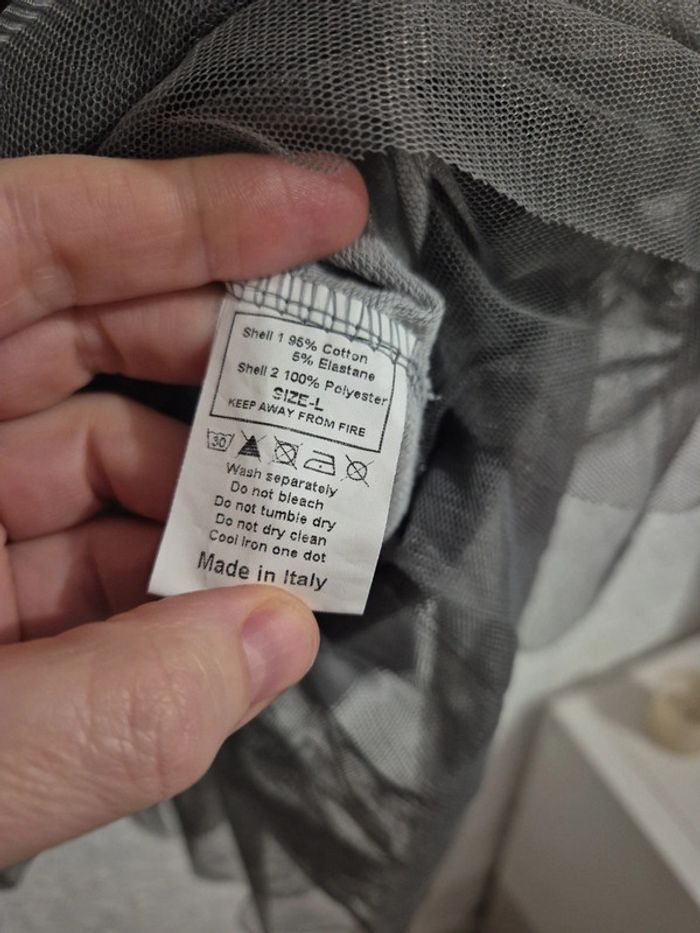 Shell 1 95% Cotton
5% Elastane
Shell 2 100% Polyester
SIZE-L
KEEP AWAY FROM FIRE
30
Wash separately
Do not bleach
Do not tumble dry
Do not dry clean
Cool iron one dot
Made in Italy